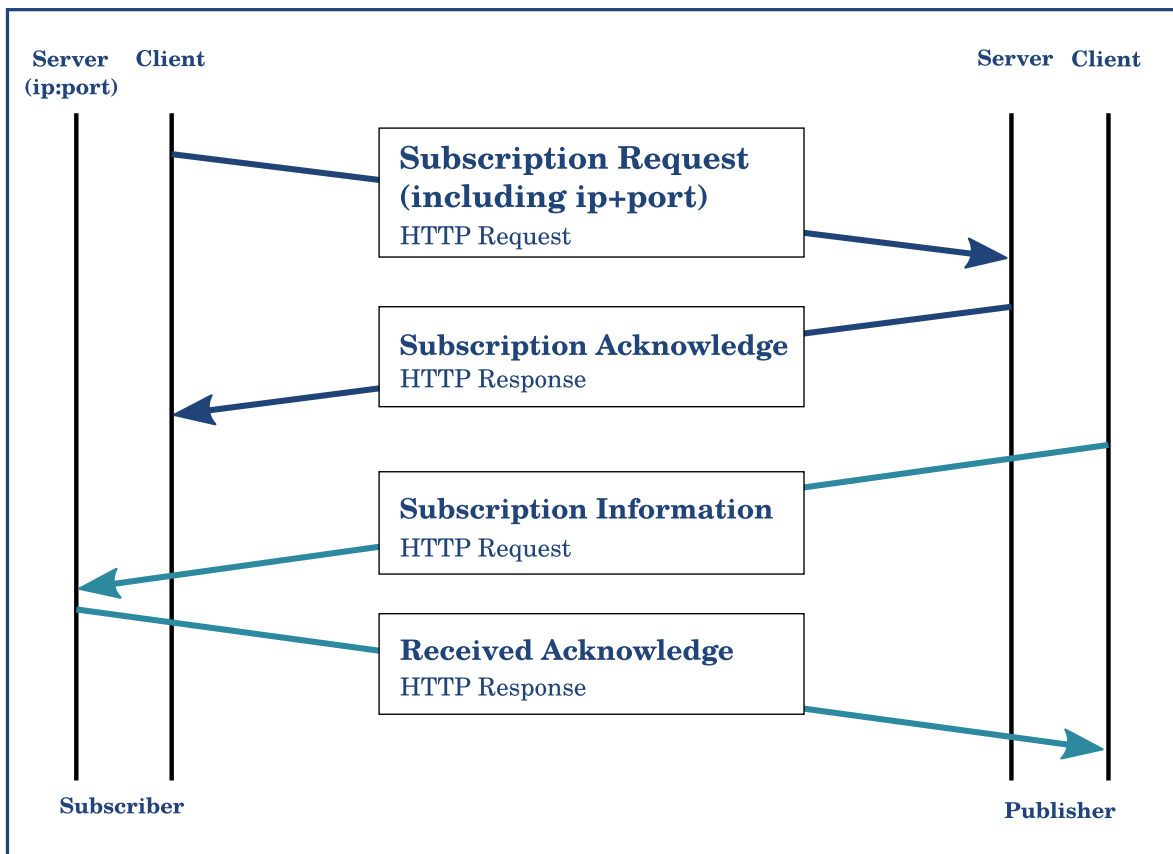 Server
(ip:port)
Client
Server
Client
Subscription Request
(including ip+port)
HTTP Request
Subscription Acknowledge
HTTP Response
Subscription Information
HTTP Request
Received Acknowledge
HTTP Response
Subscriber
Publisher